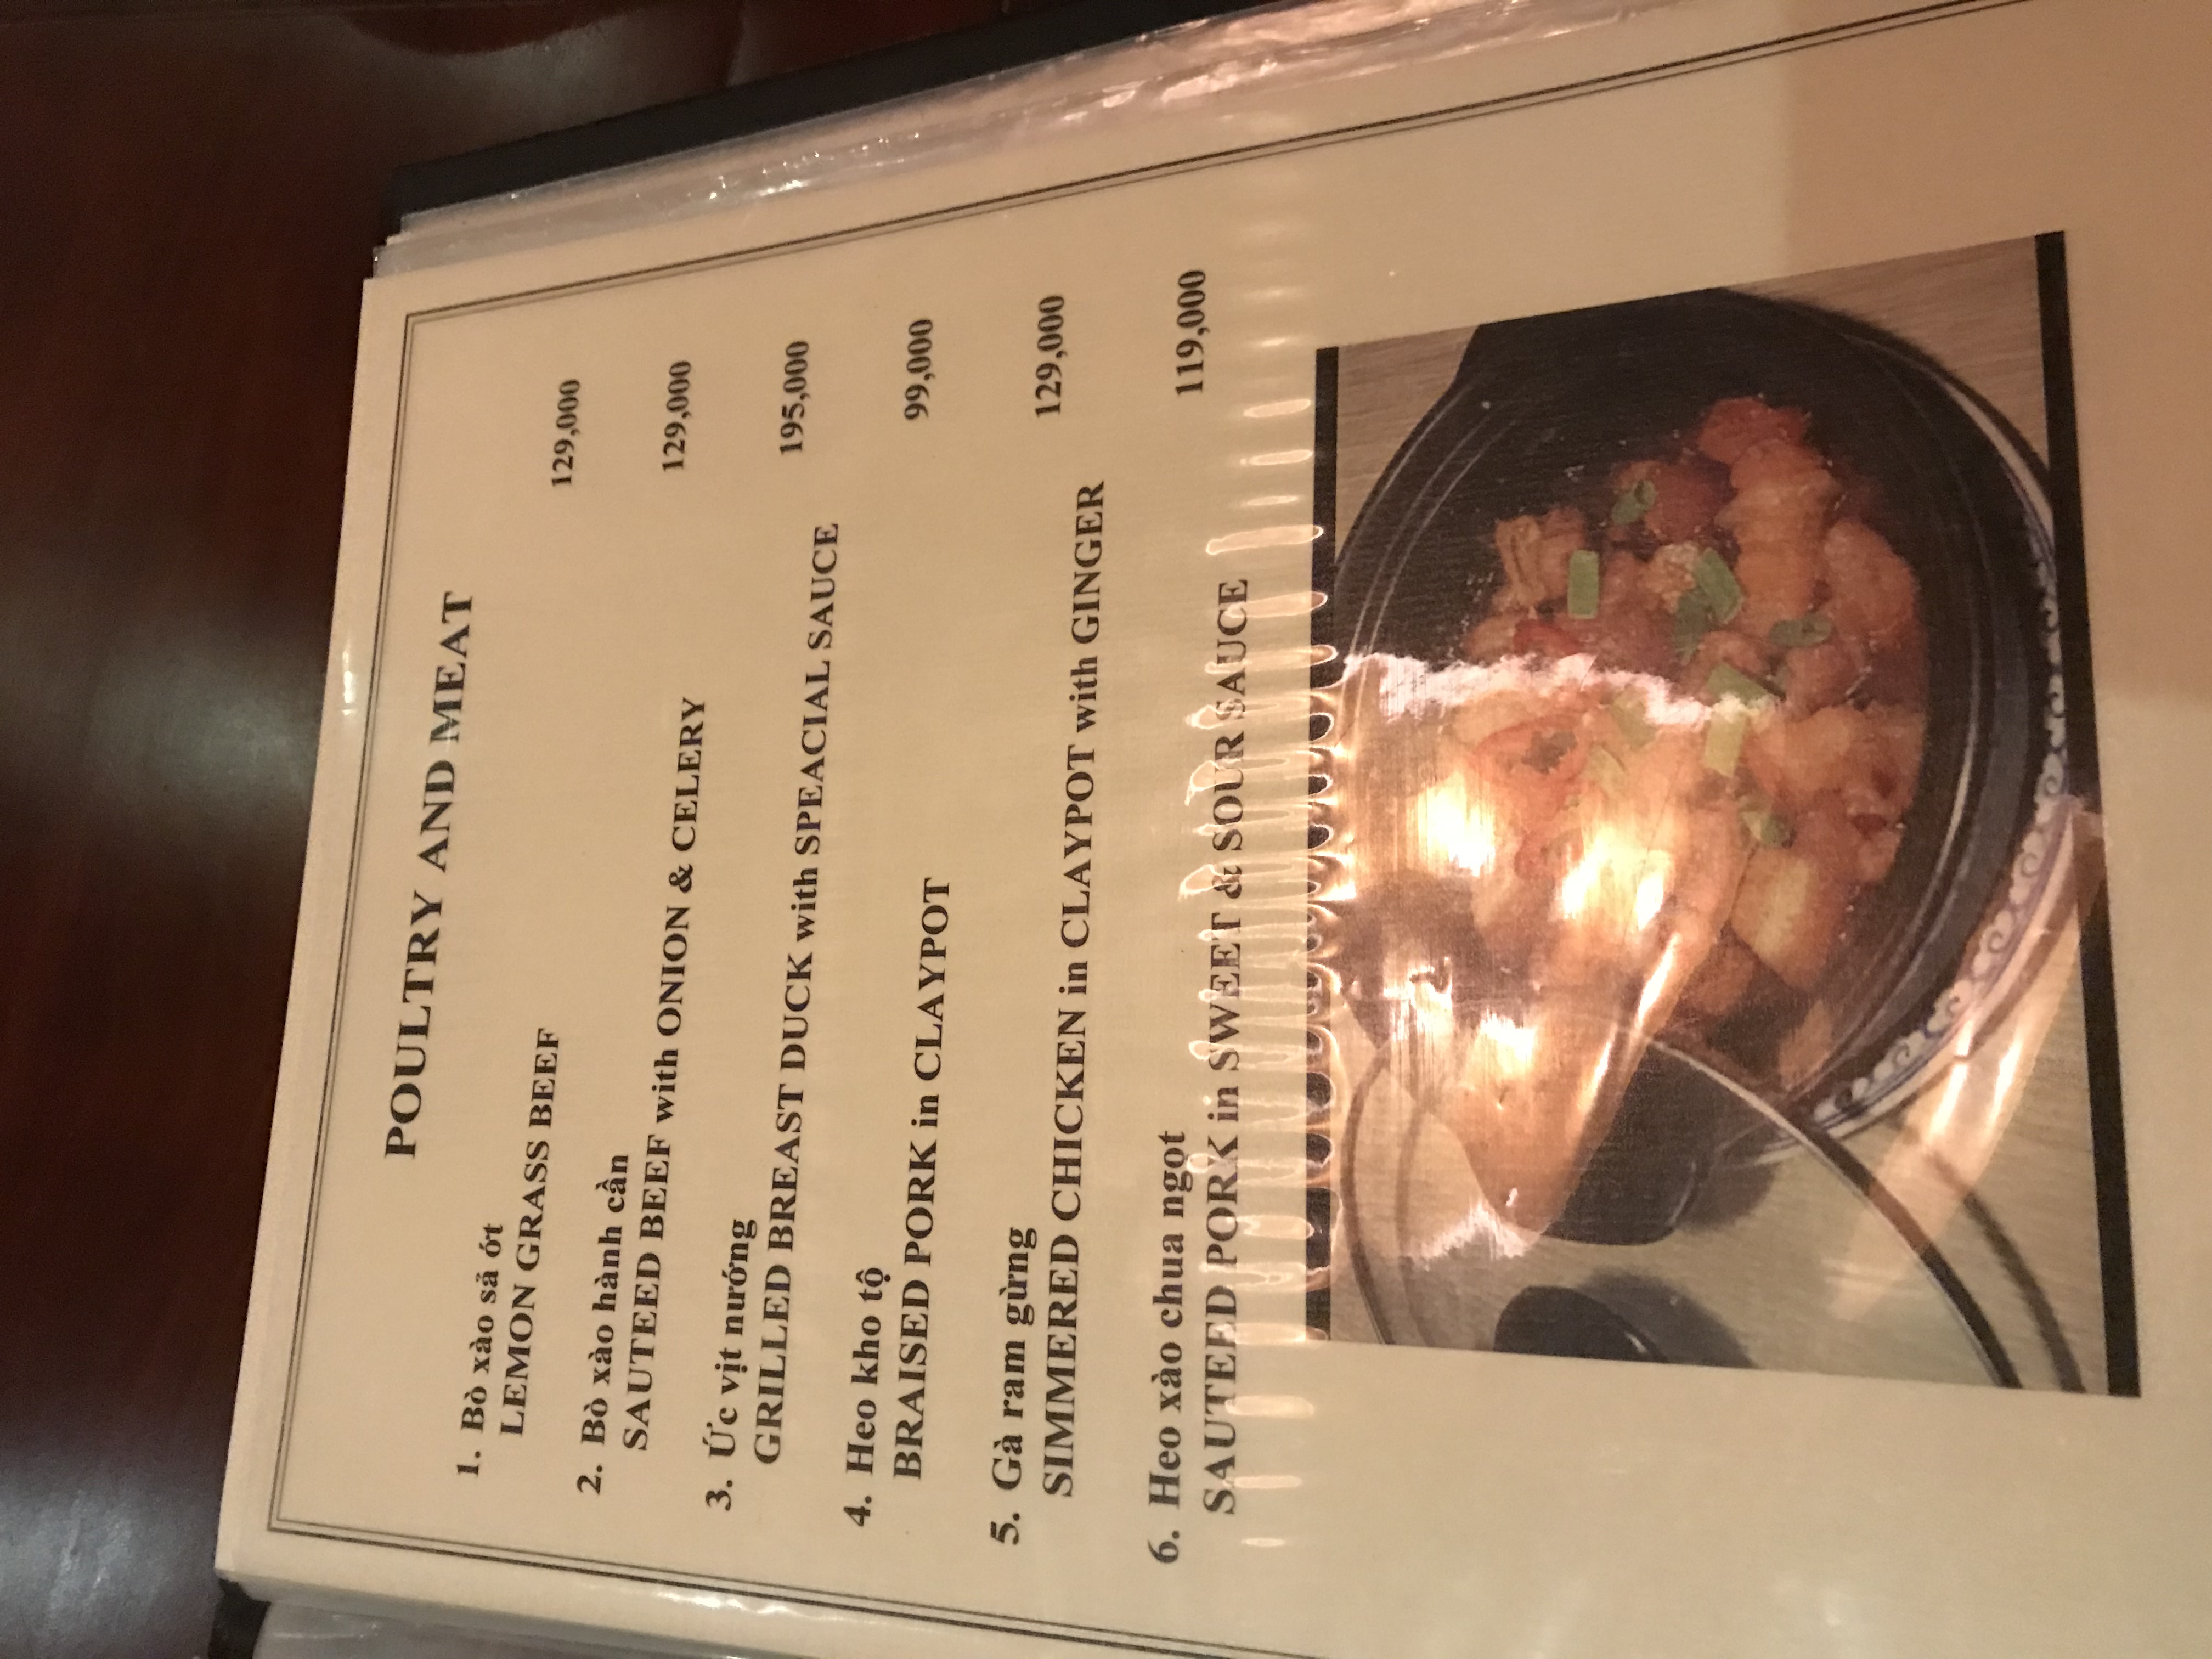 POULTRY AND MEAT
1. Bò xào sả ớt
LEMON GRASS BEEF 129,000
2. Bò xào hành cần
SAUTEED BEEF with ONION & CELERY 129,000
3. Ức vịt nướng
GRILLED BREAST DUCK with SPEACIAL SAUCE 195,000
4. Heo kho tộ
BRAISED PORK in CLAYPOT 99,000
5. Gà ram gừng
SIMMERED CHICKEN in CLAYPOT with GINGER 129,000
6. Heo xào chua ngọt
SAUTEED PORK in SWEET & SOUR SAUCE 119,000